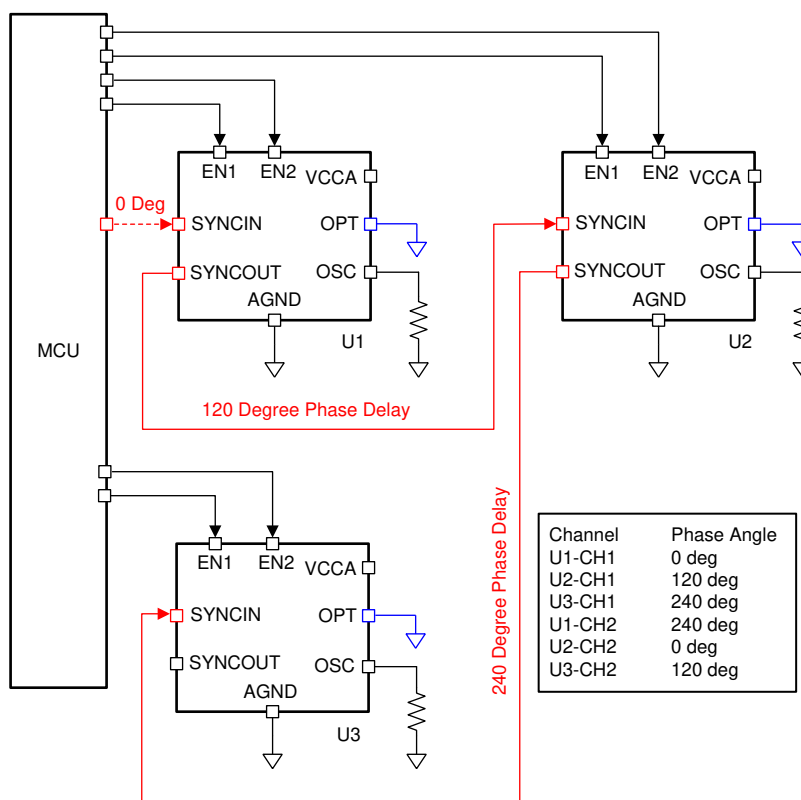 MCU
0 Deg
EN1
EN2
VCCA
SYNCIN
OPT
SYNCOUT
OSC
AGND
U1
EN1
EN2
VCCA
SYNCIN
OPT
SYNCOUT
OSC
AGND
U2
120 Degree Phase Delay
240 Degree Phase Delay
EN1
EN2
VCCA
SYNCIN
OPT
SYNCOUT
OSC
AGND
U3
Channel Phase Angle
U1-CH1 0 deg
U2-CH1 120 deg
U3-CH1 240 deg
U1-CH2 240 deg
U2-CH2 0 deg
U3-CH2 120 deg